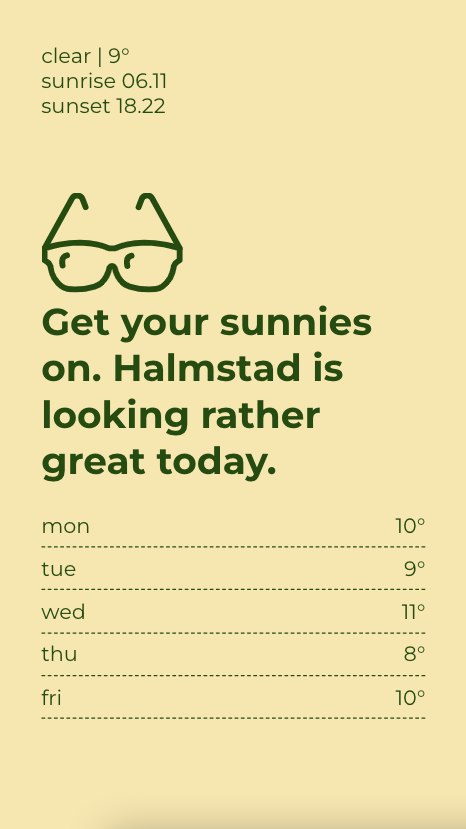 clear | 9°
sunrise 06.11
sunset 18.22
Get your sunnies
on. Halmstad is
looking rather
great today.
mon 10°
tue 9°
wed 11°
thu 8°
fri 10°